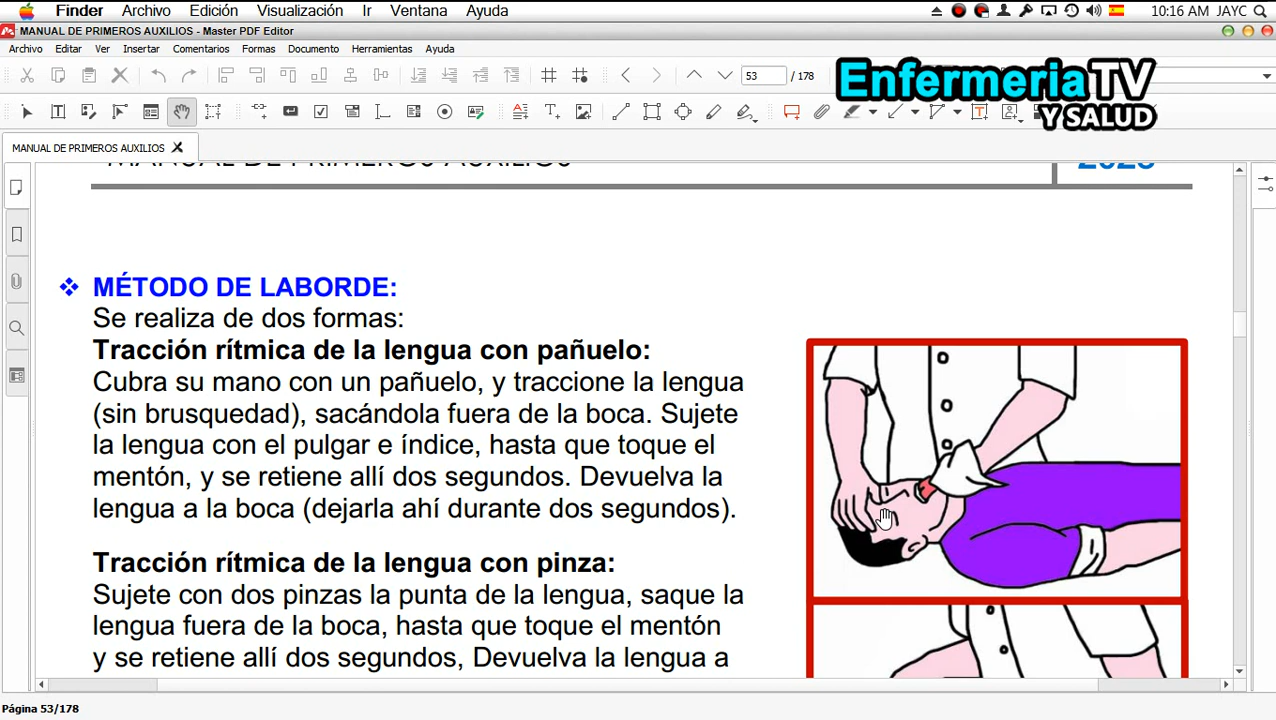 Finder Archivo Edición Visualización Ir Ventana Ayuda 10:16 AM JAYC
MANUAL DE PRIMEROS AUXILIOS - Master PDF Editor
Archivo Editar Ver Insertar Comentarios Formas Documento Herramientas Ayuda
53 / 178
EnfermeriaTV
Y SALUD
MANUAL DE PRIMEROS AUXILIOS
MANUAL DE PRIMEROS AUXILIOS 2023
MÉTODO DE LABORDE:
Se realiza de dos formas:
Tracción rítmica de la lengua con pañuelo:
Cubra su mano con un pañuelo, y traccione la lengua
(sin brusquedad), sacándola fuera de la boca. Sujete
la lengua con el pulgar e índice, hasta que toque el
mentón, y se retiene allí dos segundos. Devuelva la
lengua a la boca (dejarla ahí durante dos segundos).
Tracción rítmica de la lengua con pinza:
Sujete con dos pinzas la punta de la lengua, saque la
lengua fuera de la boca, hasta que toque el mentón
y se retiene allí dos segundos, Devuelva la lengua a
Página 53/178